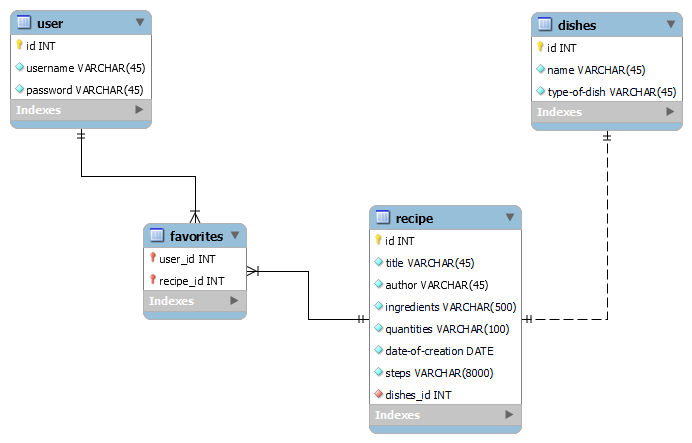 user
id INT
username VARCHAR(45)
password VARCHAR(45)
Indexes
dishes
id INT
name VARCHAR(45)
type-of-dish VARCHAR(45)
Indexes
favorites
user_id INT
recipe_id INT
Indexes
recipe
id INT
title VARCHAR(45)
author VARCHAR(45)
ingredients VARCHAR(500)
quantities VARCHAR(100)
date-of-creation DATE
steps VARCHAR(8000)
dishes_id INT
Indexes